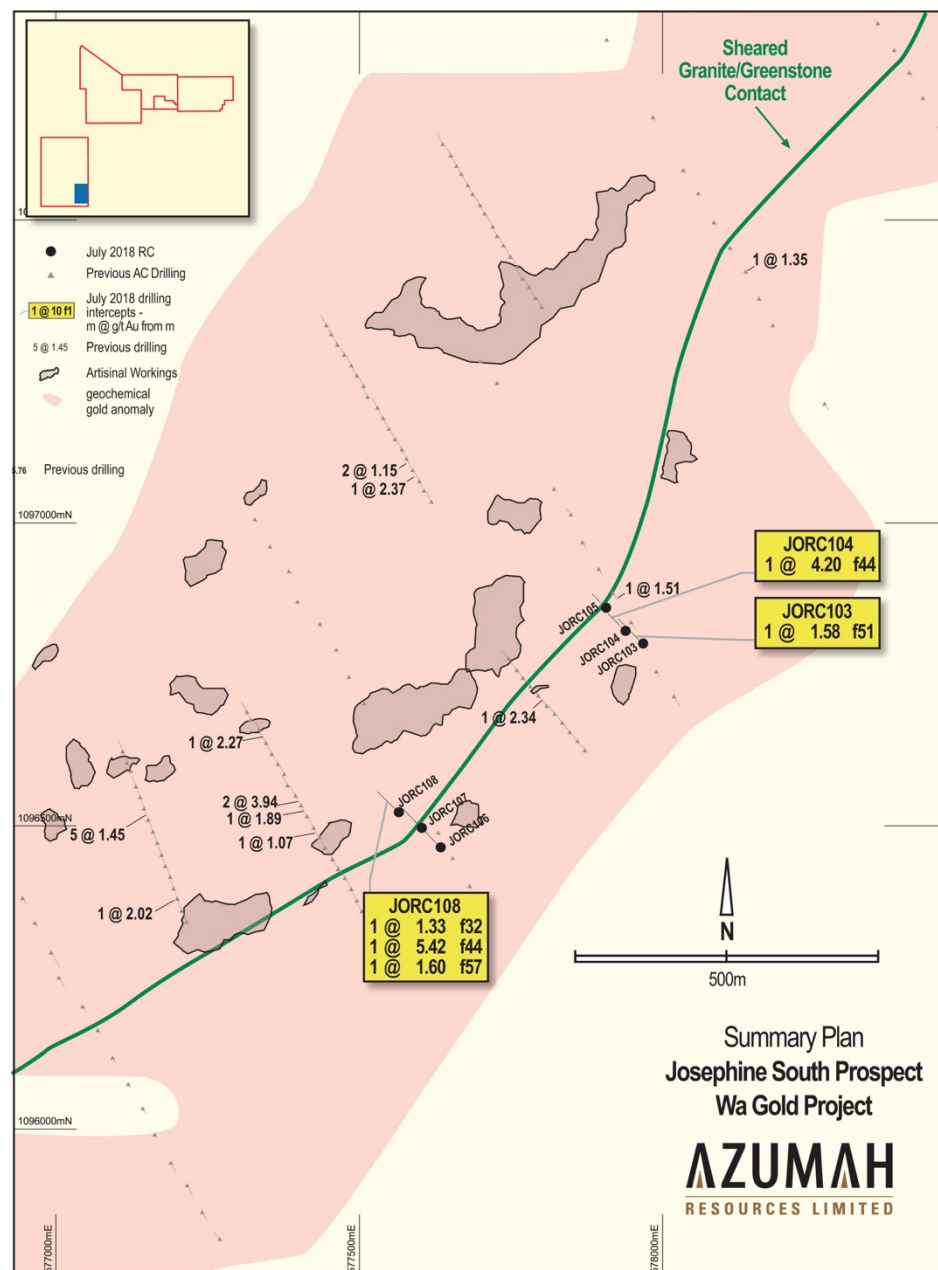 Sheared
Granite/Greenstone
Contact
July 2018 RC
Previous AC Drilling
1 @ 10 f1
July 2018 drilling
intercepts -
m @ g/t Au from m
5 @ 1.45
Previous drilling
Artisinal Workings
geochemical
gold anomaly
Previous drilling
1 @ 1.35
2 @ 1.15
1 @ 2.37
1097000mN
JORC104
1 @ 4.20 f44
JORC103
1 @ 1.58 f51
1 @ 1.51
JORC105
JORC104
JORC103
1 @ 2.34
1 @ 2.27
2 @ 3.94
1 @ 1.89
1 @ 1.07
JORC108
JORC107
JORC106
1096500mN
5 @ 1.45
1 @ 2.02
JORC108
1 @ 1.33 f32
1 @ 5.42 f44
1 @ 1.60 f57
N
500m
Summary Plan
Josephine South Prospect
Wa Gold Project
1096000mN
AZUMAH
RESOURCES LIMITED
577000mE
577500mE
578000mE